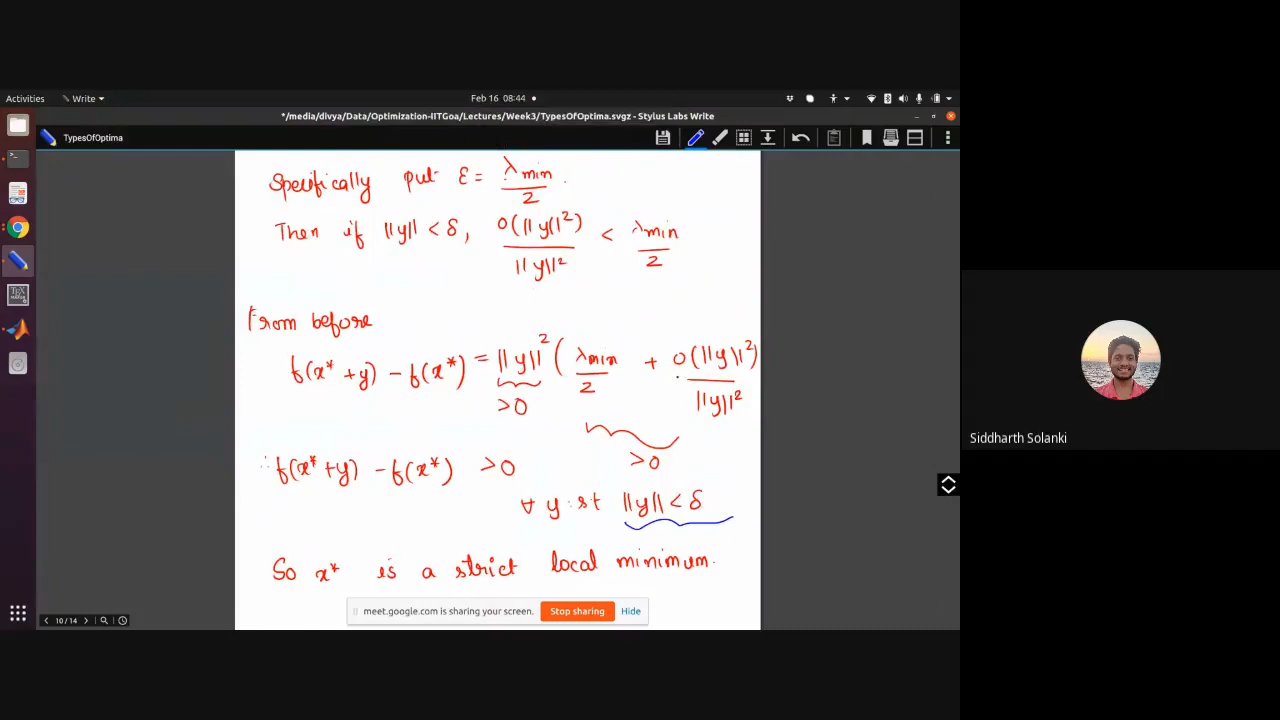 Activities Write Feb 16 08:44
*/media/divya/Data/Optimization-IITGoa/Lectures/Week3/TypesOfOptima.svgz - Stylus Labs Write
TypesOfOptima
Specifically put ε = λmin/2.
Then if ||y|| < δ, o(||y||²)/||y||² < λmin/2
From before
f(x* + y) - f(x*) = ||y||² ( λmin/2 + o(||y||²)/||y||²
>0
>0
∴ f(x* + y) - f(x*) >0
∀ y st ||y|| < δ
So x* is a strict local minimum.
meet.google.com is sharing your screen. Stop sharing Hide
10/14
Siddharth Solanki